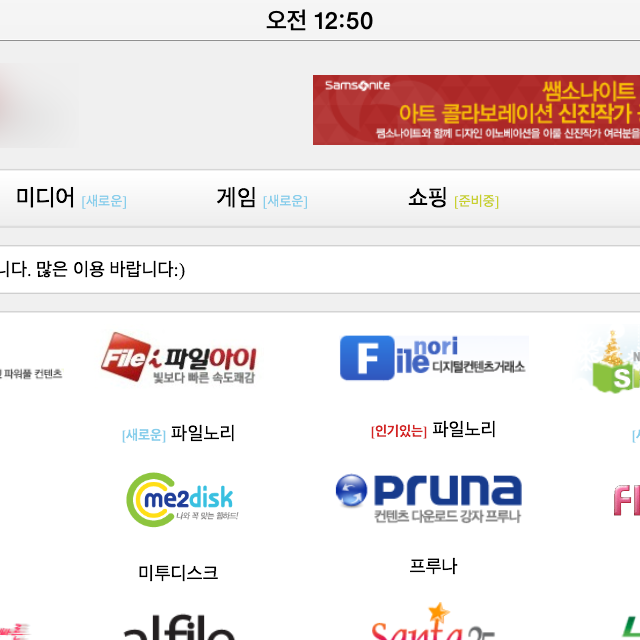 오전 12:50
Samsonite
쌤소나이트
아트 콜라보레이션 신진작가
쌤소나이트와 함께 디자인 이노베이션을 이룰 신진작가 여러분을
미디어 [새로운] 게임 [새로운] 쇼핑 [준비중]
니다. 많은 이용 바랍니다:)
파워풀 컨텐츠
File i 파일아이
빛보다 빠른 속도쾌감
Filenori 디지털컨텐츠거래소
[새로운] 파일노리
[인기있는] 파일노리
me2disk
나와 꼭 맞는 웹하드!
pruna
컨텐츠 다운로드 강자 프루나
미투디스크
프루나
alfile
Santa25